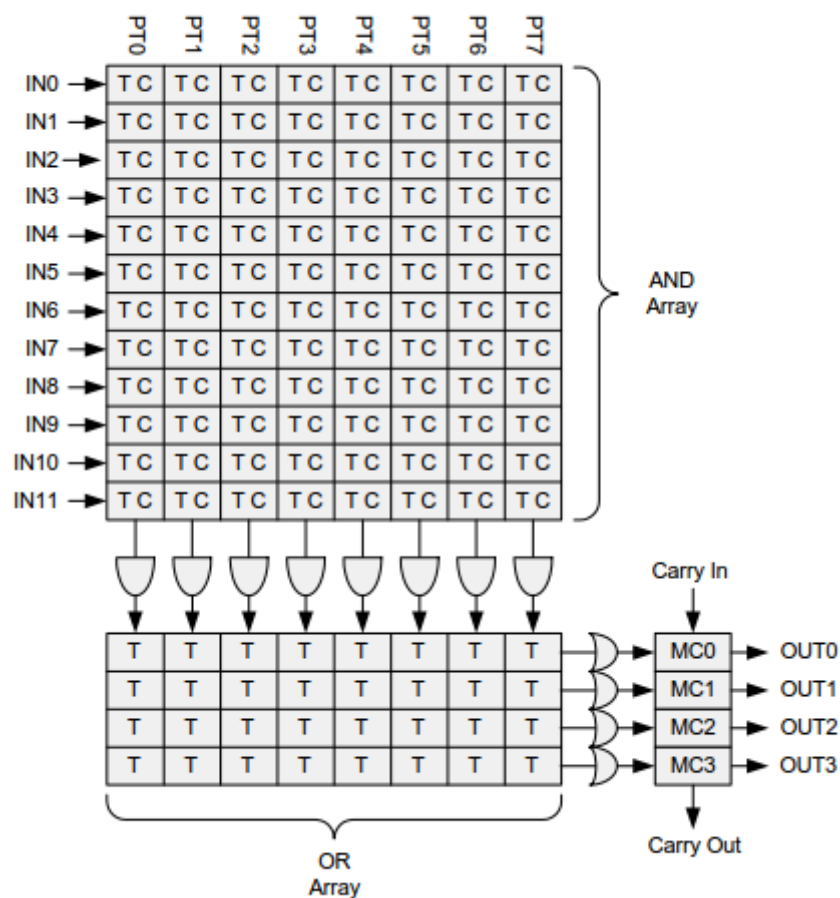 PT0 PT1 PT2 PT3 PT4 PT5 PT6 PT7
IN0 T C T C T C T C T C T C T C T C
IN1 T C T C T C T C T C T C T C T C
IN2 T C T C T C T C T C T C T C T C
IN3 T C T C T C T C T C T C T C T C
IN4 T C T C T C T C T C T C T C T C
IN5 T C T C T C T C T C T C T C T C
IN6 T C T C T C T C T C T C T C T C
IN7 T C T C T C T C T C T C T C T C
IN8 T C T C T C T C T C T C T C T C
IN9 T C T C T C T C T C T C T C T C
IN10 T C T C T C T C T C T C T C T C
IN11 T C T C T C T C T C T C T C T C
AND
Array
Carry In
T T T T T T T T MC0 OUT0
T T T T T T T T MC1 OUT1
T T T T T T T T MC2 OUT2
T T T T T T T T MC3 OUT3
Carry Out
OR
Array